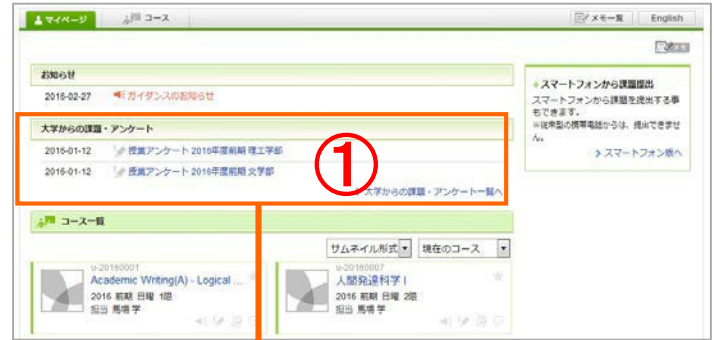 マイページ
コース
メモ一覧
English
メモ
お知らせ
2016-02-27 ガイダンスのお知らせ
大学からの課題・アンケート
2016-01-12 授業アンケート 2016年度前期 理工学部
2016-01-12 授業アンケート 2016年度前期 文学部
大学からの課題・アンケート一覧へ
①
スマートフォンから課題提出
スマートフォンから課題を提出する事
もできます。
※従来型の携帯電話からは、提出できませ
ん。
スマートフォン版へ
コース一覧
サムネイル形式
現在のコース
u-20160001
Academic Writing(A) - Logical ...
2016 前期 日曜 1限
担当 馬場 学
u-20160007
人間発達科学 I
2016 前期 日曜 2限
担当 馬場 学